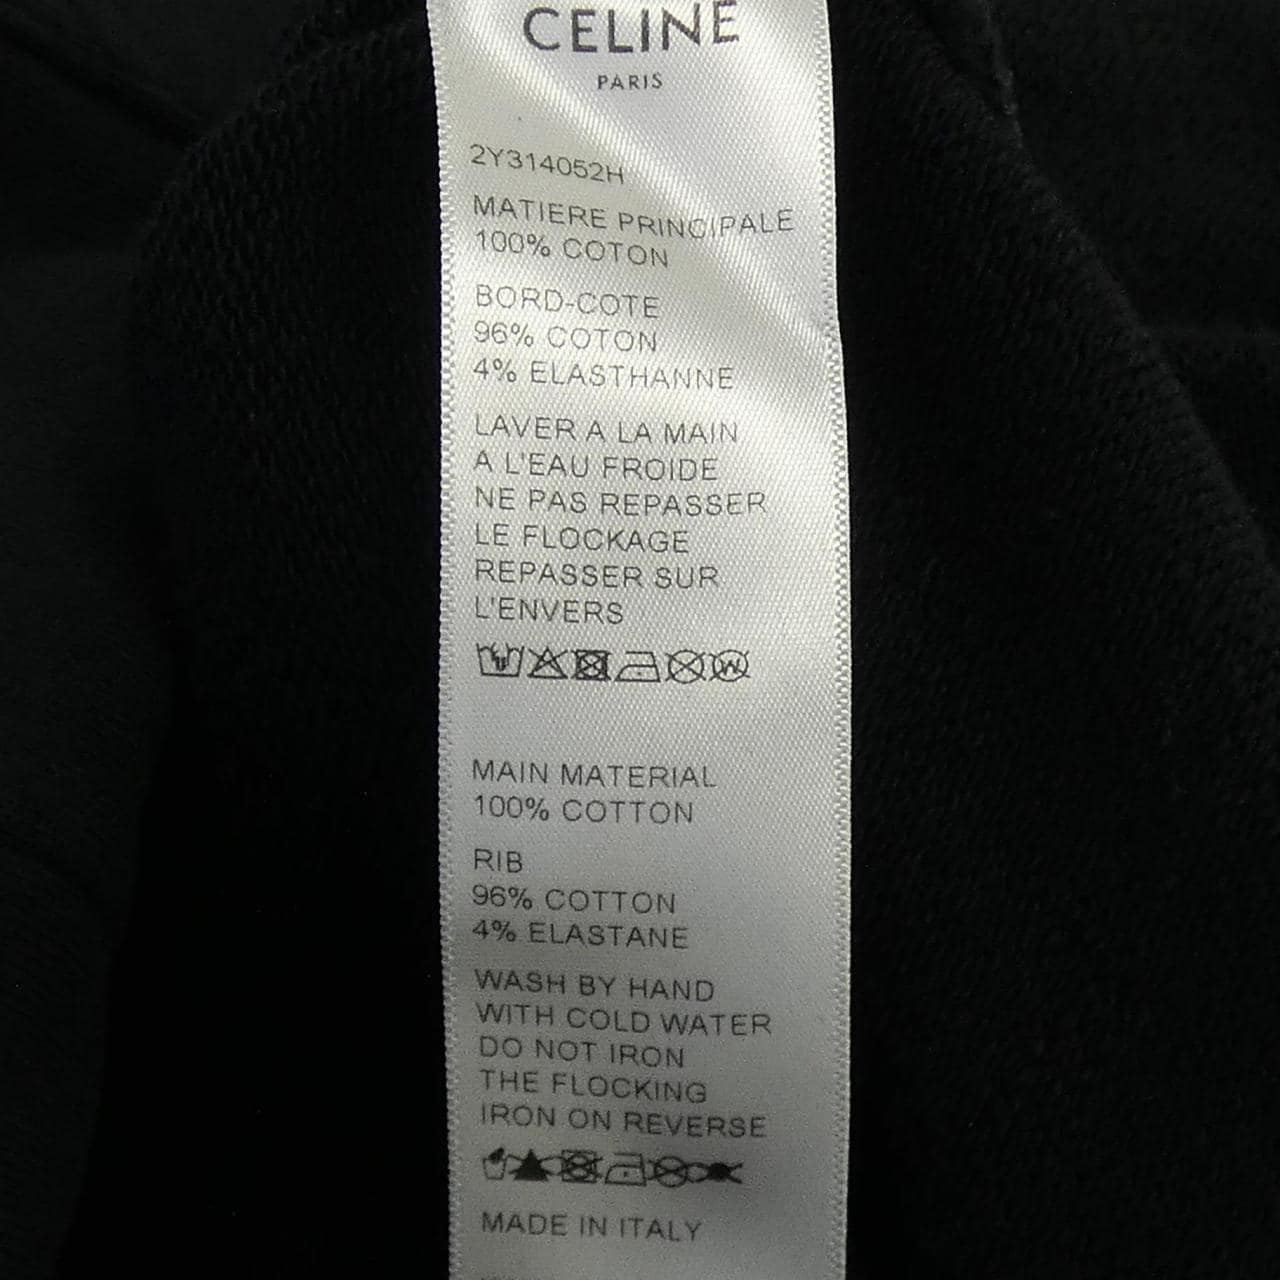 CELINE
PARIS
2Y314052H
MATIERE PRINCIPALE
100% COTON
BORD-COTE
96% COTON
4% ELASTHANNE
LAVER A LA MAIN
A L'EAU FROIDE
NE PAS REPASSER
LE FLOCKAGE
REPASSER SUR
L'ENVERS
W
MAIN MATERIAL
100% COTTON
RIB
96% COTTON
4% ELASTANE
WASH BY HAND
WITH COLD WATER
DO NOT IRON
THE FLOCKING
IRON ON REVERSE
MADE IN ITALY